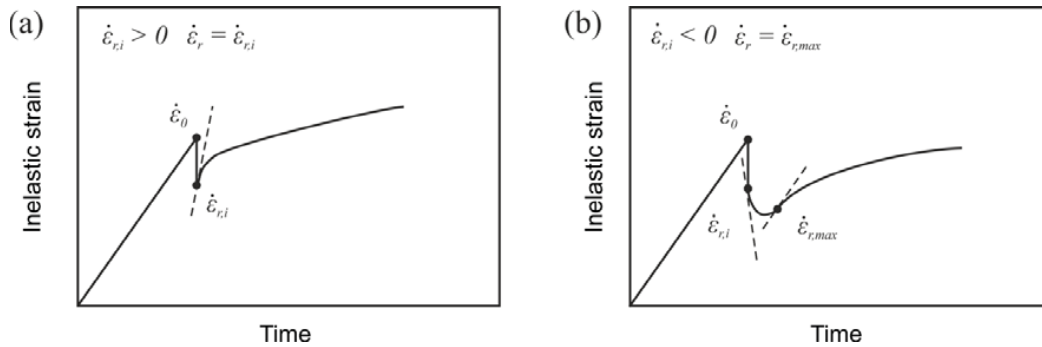 (a)
ε̇r,i > 0 ε̇r = ε̇r,i
Inelastic strain
ε̇0
ε̇r,i
Time
(b)
ε̇r,i < 0 ε̇r = ε̇r,max
Inelastic strain
ε̇0
ε̇r,i
ε̇r,max
Time